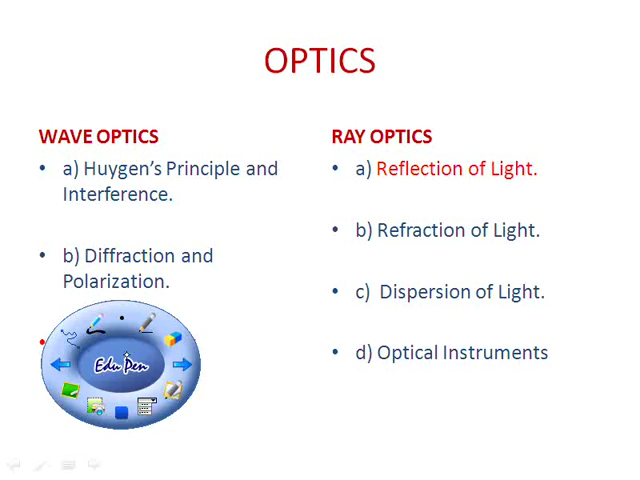 OPTICS
WAVE OPTICS
• a) Huygen's Principle and
Interference.
• b) Diffraction and
Polarization.
Edu Pen
RAY OPTICS
• a) Reflection of Light.
• b) Refraction of Light.
• c) Dispersion of Light.
• d) Optical Instruments